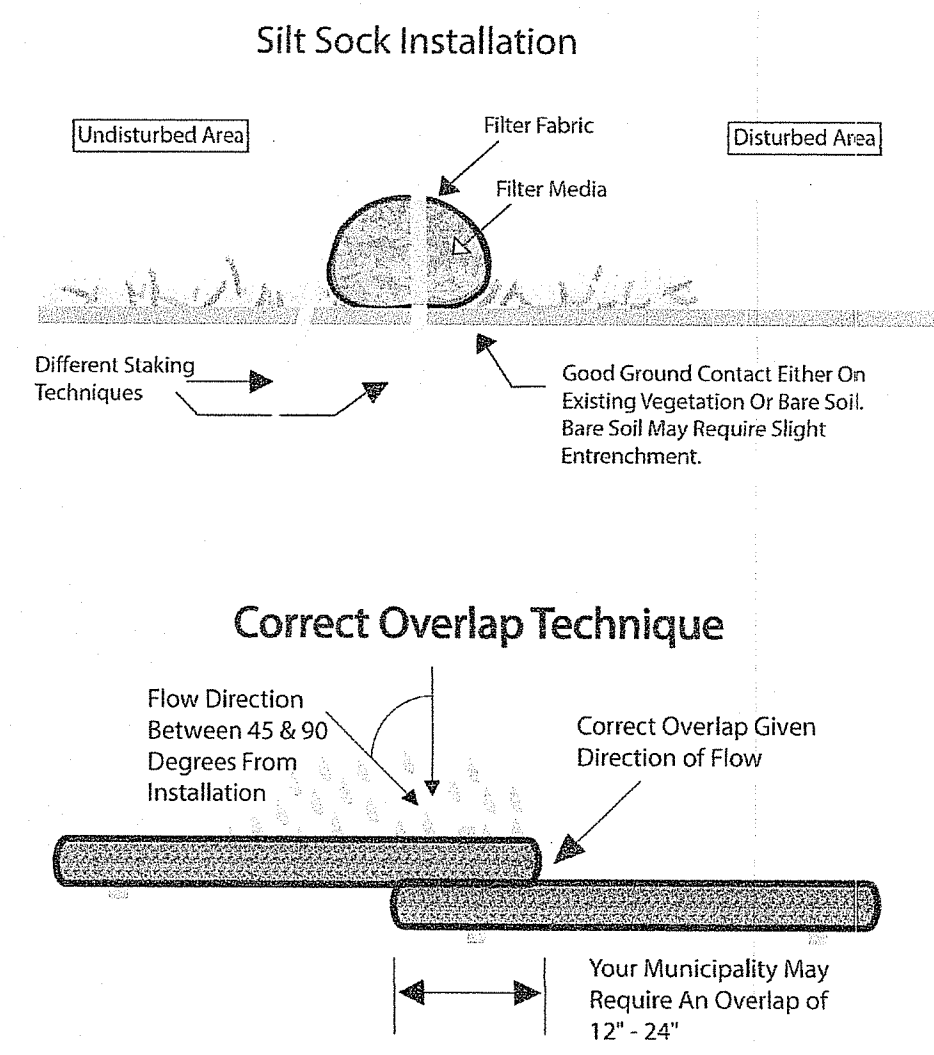 Silt Sock Installation
Undisturbed Area
Filter Fabric
Disturbed Area
Filter Media
Different Staking
Techniques
Good Ground Contact Either On
Existing Vegetation Or Bare Soil.
Bare Soil May Require Slight
Entrenchment.
Correct Overlap Technique
Flow Direction
Between 45 & 90
Degrees From
Installation
Correct Overlap Given
Direction of Flow
Your Municipality May
Require An Overlap of
12" - 24"